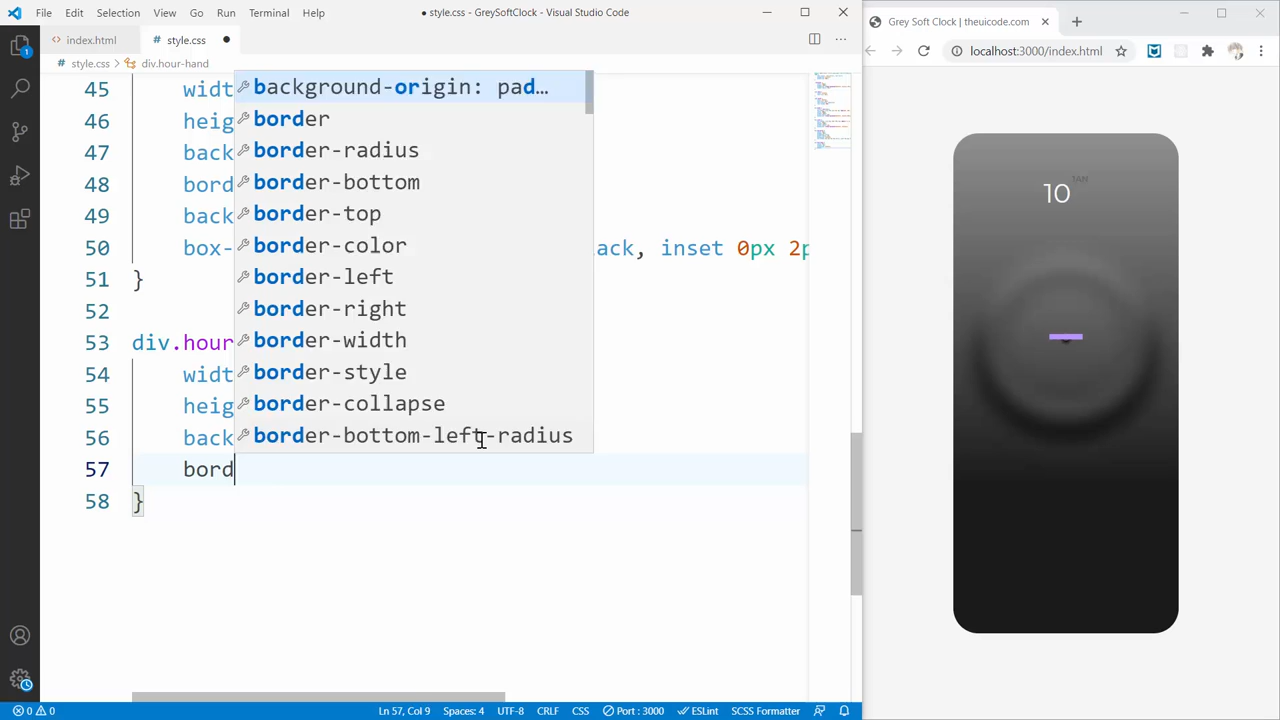 File Edit Selection View Go Run Terminal Help
● style.css - GreySoftClock - Visual Studio Code
Grey Soft Clock | theuicode.com
index.html
style.css
localhost:3000/index.html
style.css > div.hour-hand
45 widt
46 heig
47 back
48 bord
49 back
50 box- ack, inset 0px 2p
51 }
52
53 div.hour
54 widt
55 heig
56 back
57 bord
58 }
background-origin: pad…
border
border-radius
border-bottom
border-top
border-color
border-left
border-right
border-width
border-style
border-collapse
border-bottom-left-radius
JAN
10
1
0 0
Ln 57, Col 9 Spaces: 4 UTF-8 CRLF CSS Port : 3000 ESLint SCSS Formatter